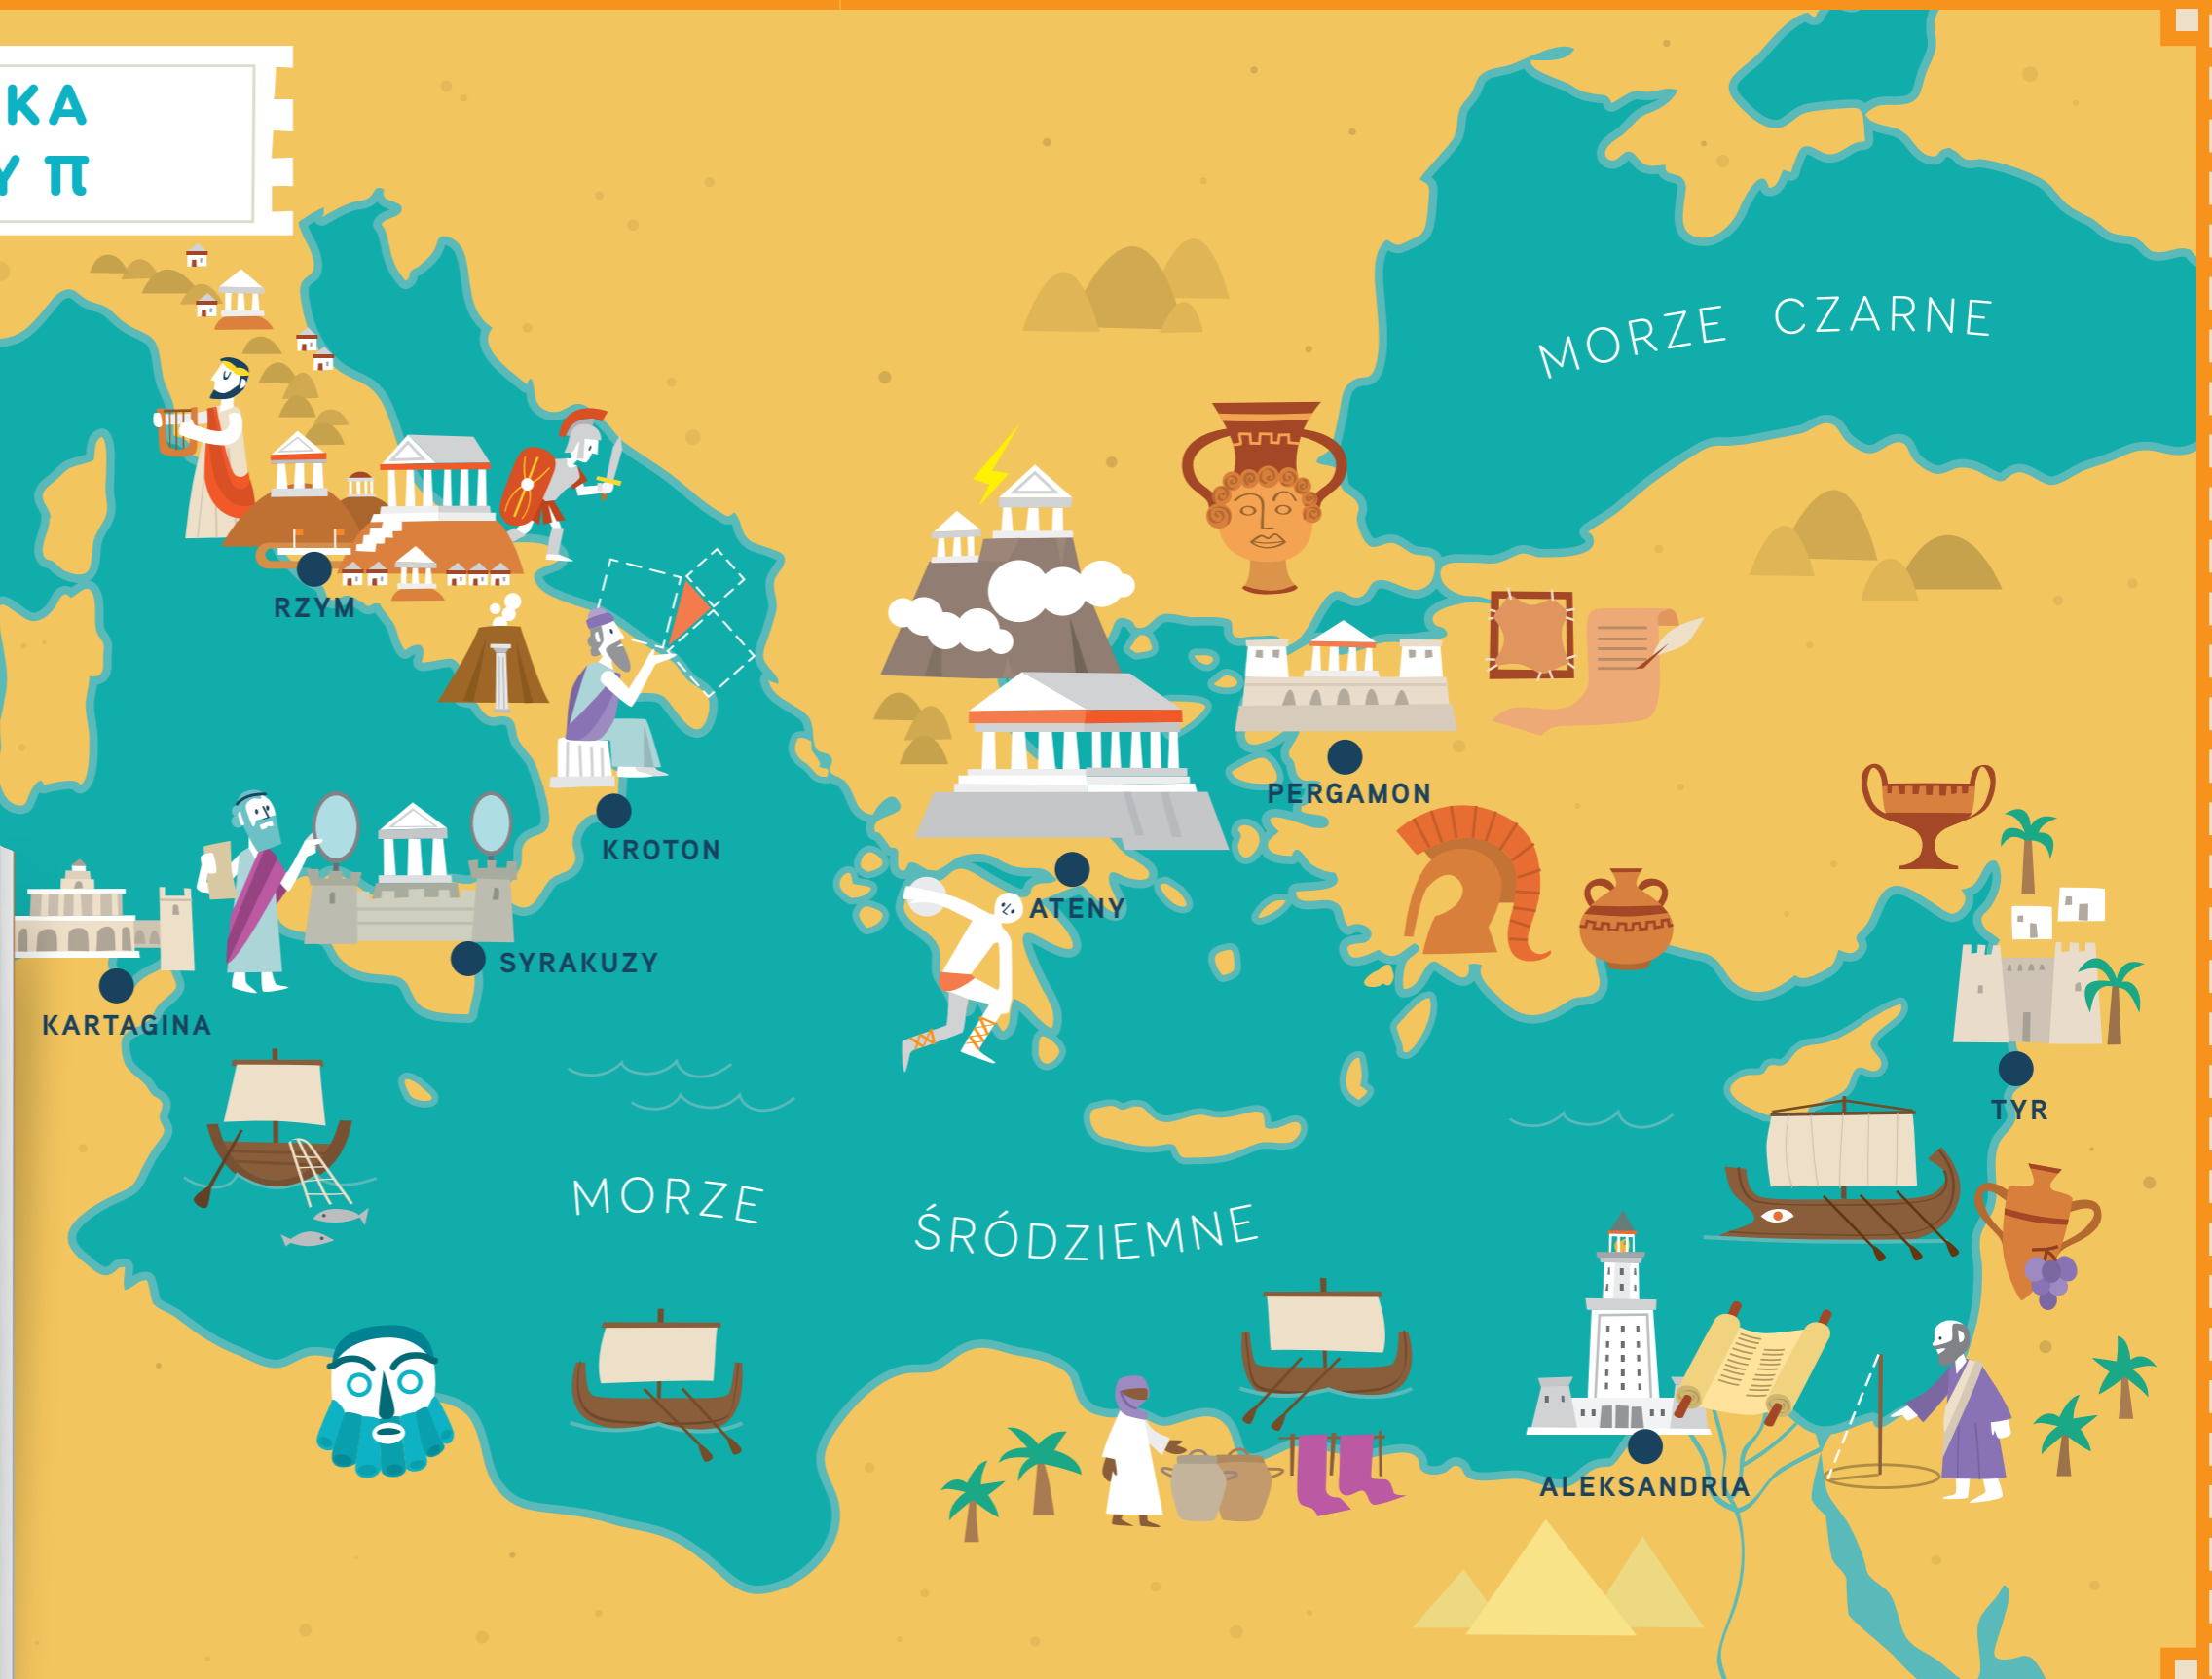 KA
Y π
MORZE CZARNE
RZYM
PERGAMON
KROTON
ATENY
SYRAKUZY
KARTAGINA
TYR
MORZE ŚRÓDZIEMNE
ALEKSANDRIA